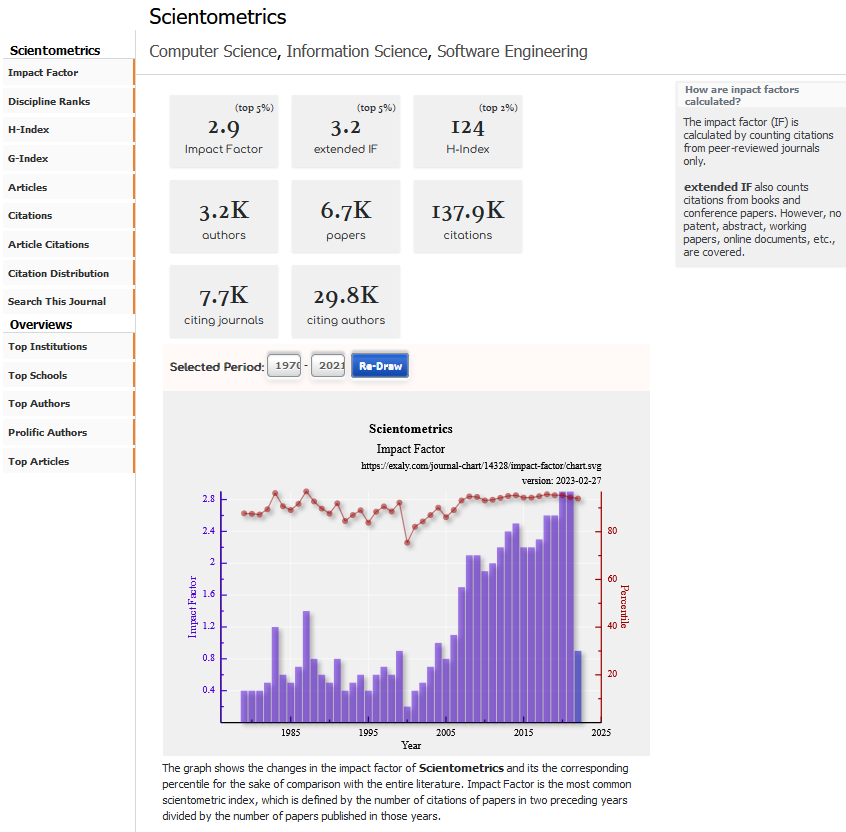 Scientometrics
Computer Science, Information Science, Software Engineering
Scientometrics
Impact Factor
Discipline Ranks
H-Index
G-Index
Articles
Citations
Article Citations
Citation Distribution
Search This Journal
Overviews
Top Institutions
Top Schools
Top Authors
Prolific Authors
Top Articles
(top 5%)
2.9
Impact Factor
(top 5%)
3.2
extended IF
(top 2%)
124
H-Index
3.2K
authors
6.7K
papers
137.9K
citations
7.7K
citing journals
29.8K
citing authors
How are inpact factors
calculated?
The impact factor (IF) is
calculated by counting citations
from peer-reviewed journals
only.
extended IF also counts
citations from books and
conference papers. However, no
patent, abstract, working
papers, online documents, etc.,
are covered.
Selected Period: 1970 - 2021 Re-Draw
Scientometrics
Impact Factor
https://exaly.com/journal-chart/14328/impact-factor/chart.svg
version: 2023-02-27
2.8
2.4
2
1.6
1.2
0.8
0.4
Impact Factor
80
60
40
20
Percentile
1985 1995 2005 2015 2025
Year
The graph shows the changes in the impact factor of Scientometrics and its the corresponding
percentile for the sake of comparison with the entire literature. Impact Factor is the most common
scientometric index, which is defined by the number of citations of papers in two preceding years
divided by the number of papers published in those years.